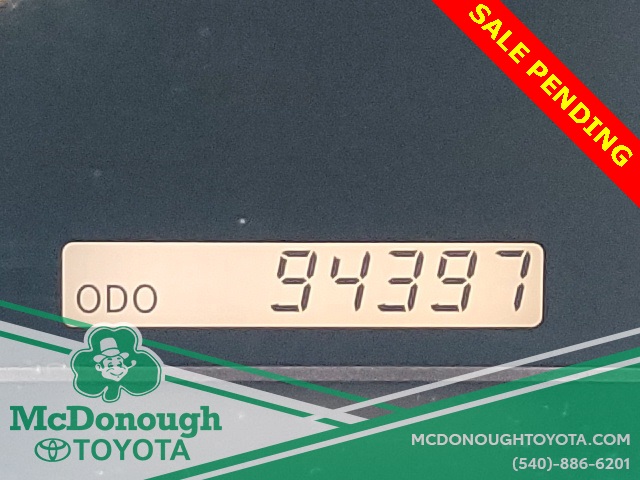 SALE PENDING
ODO 94397
McDonough
TOYOTA
MCDONOUGHTOYOTA.COM
(540)-886-6201